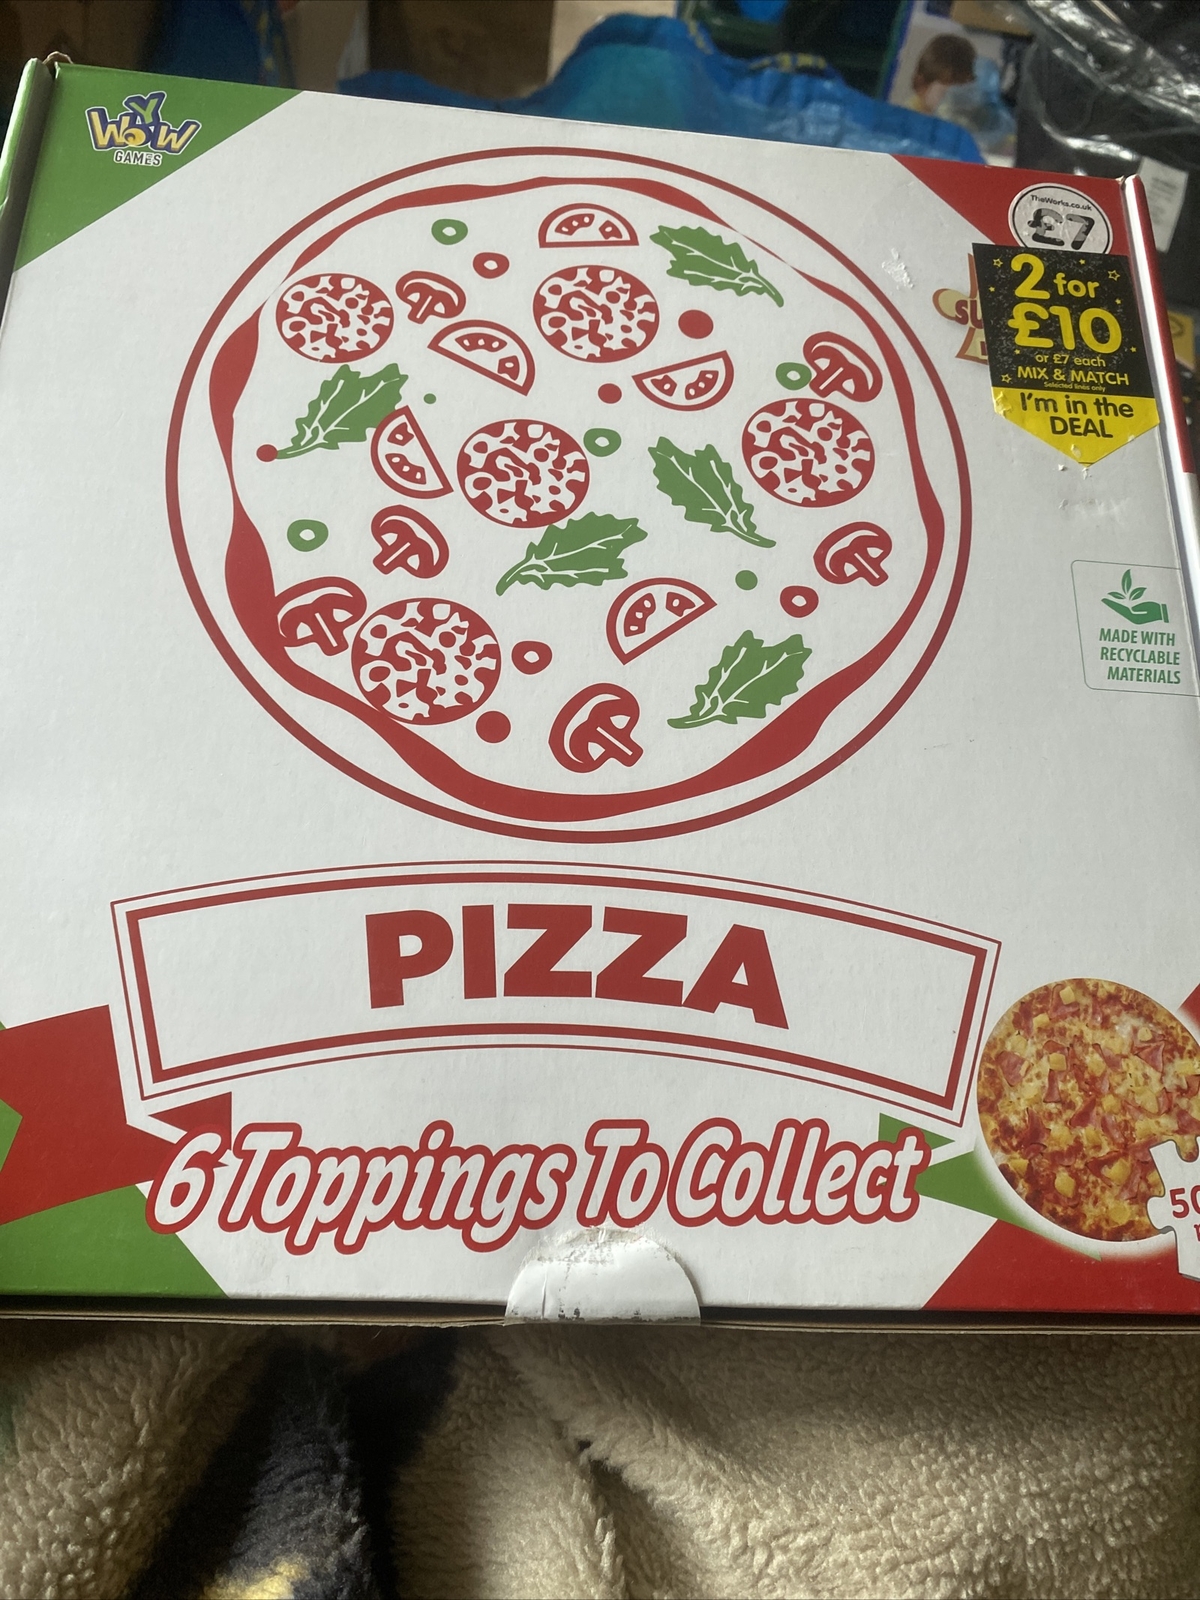 WOW
GAMES
TheWorks.co.uk
£7
2 for
£10
or £7 each
MIX & MATCH
Selected lines only
I'm in the
DEAL
MADE WITH
RECYCLABLE
MATERIALS
PIZZA
6 Toppings To Collect